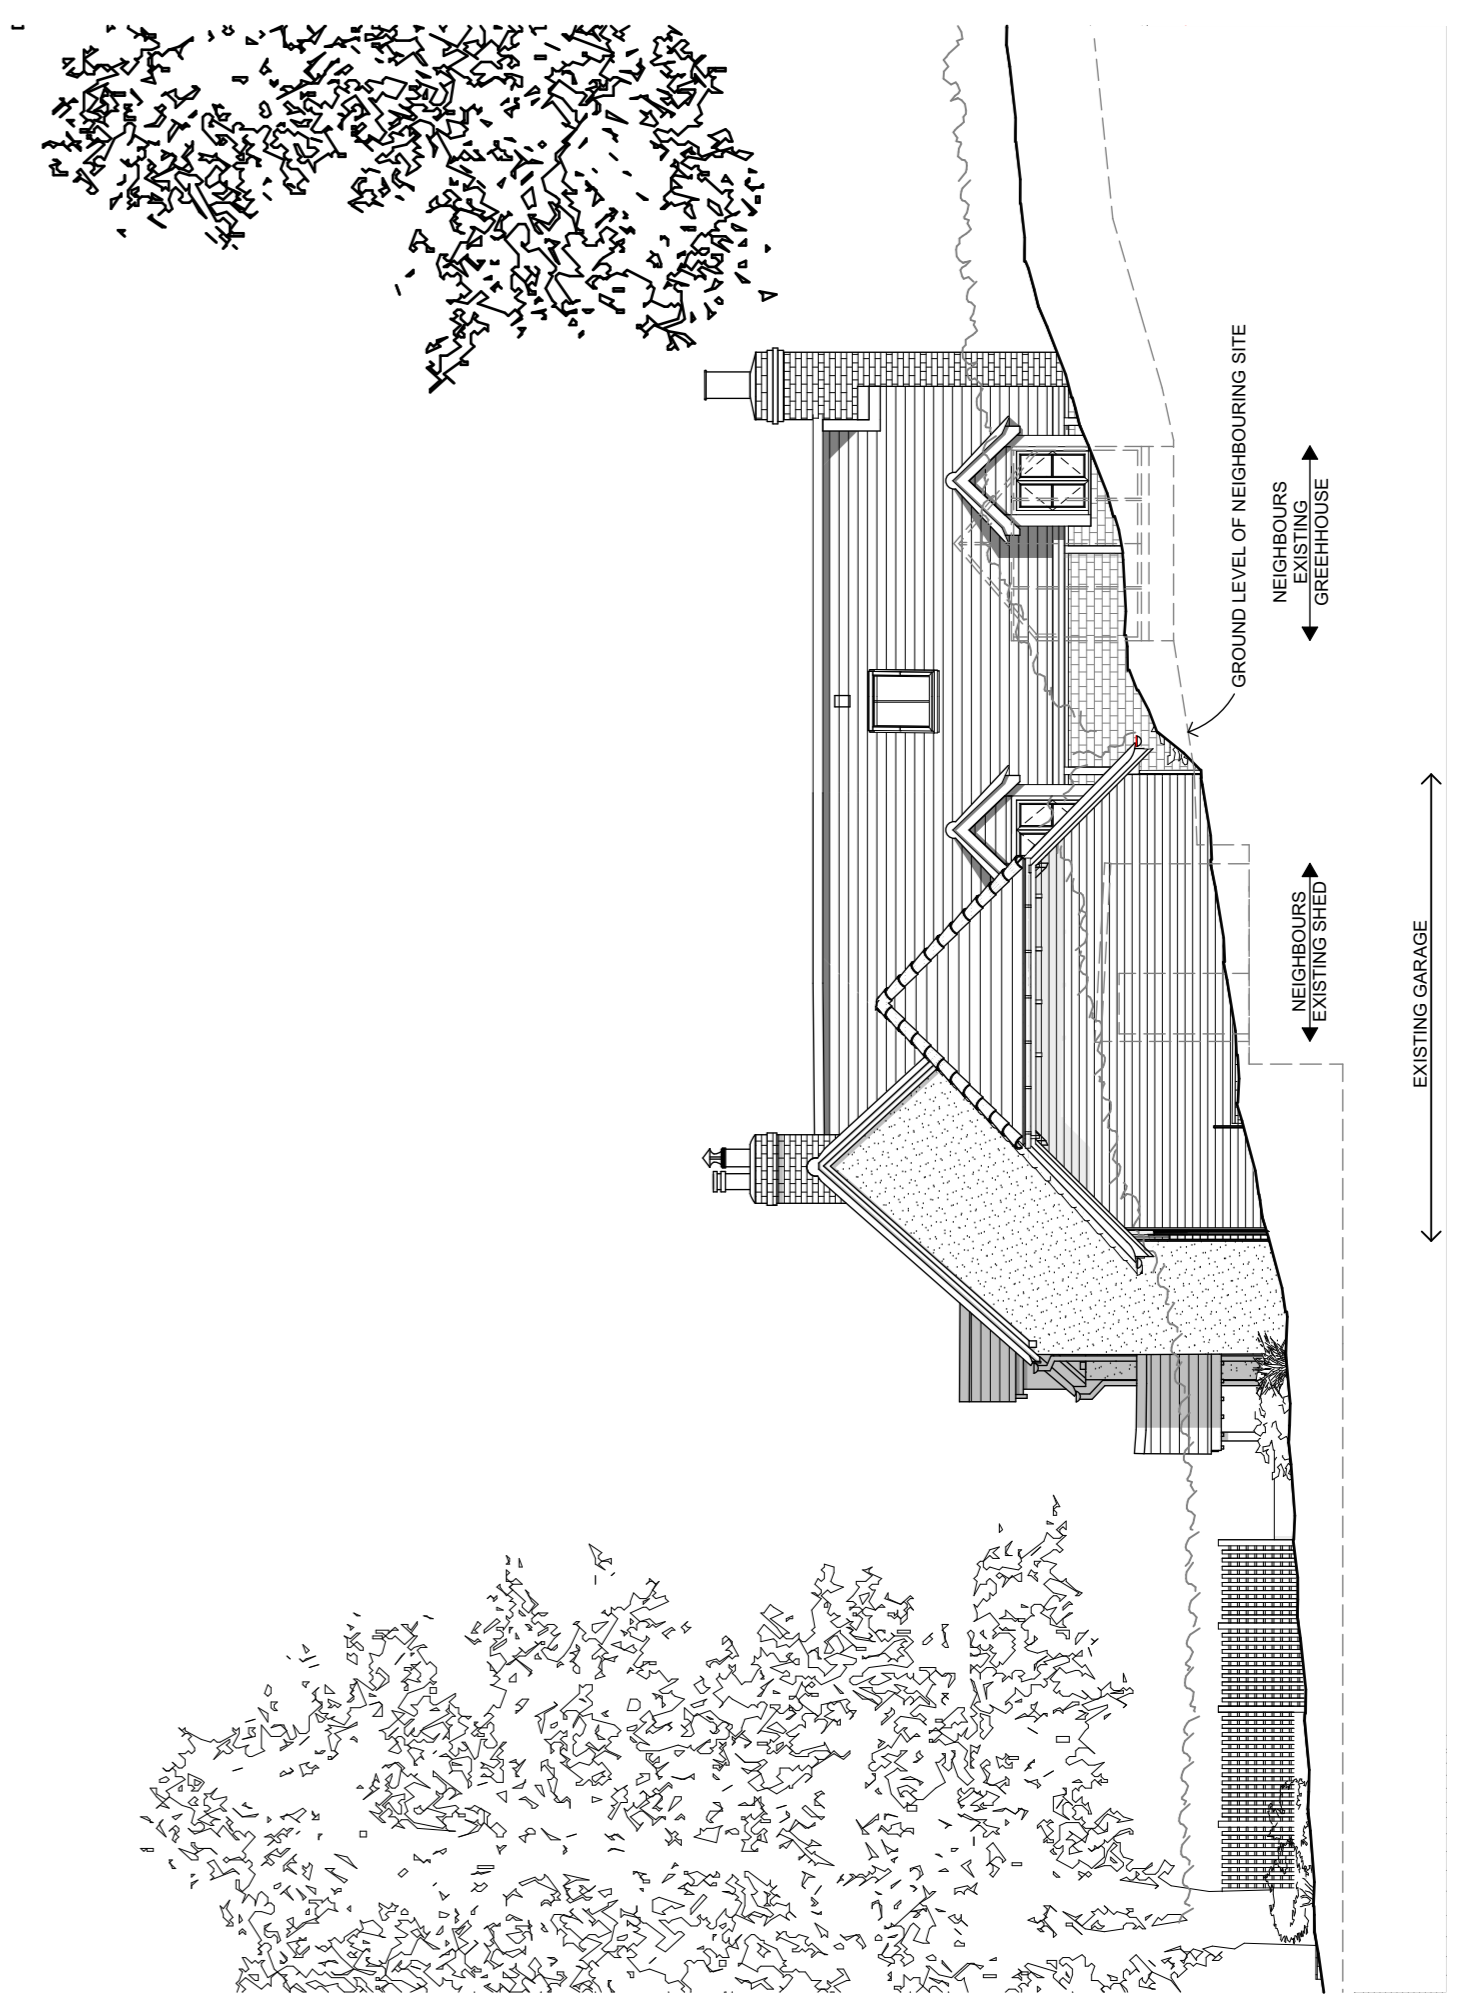 GROUND LEVEL OF NEIGHBOURING SITE
NEIGHBOURS
EXISTING
GREEHHOUSE
NEIGHBOURS
EXISTING SHED
EXISTING GARAGE